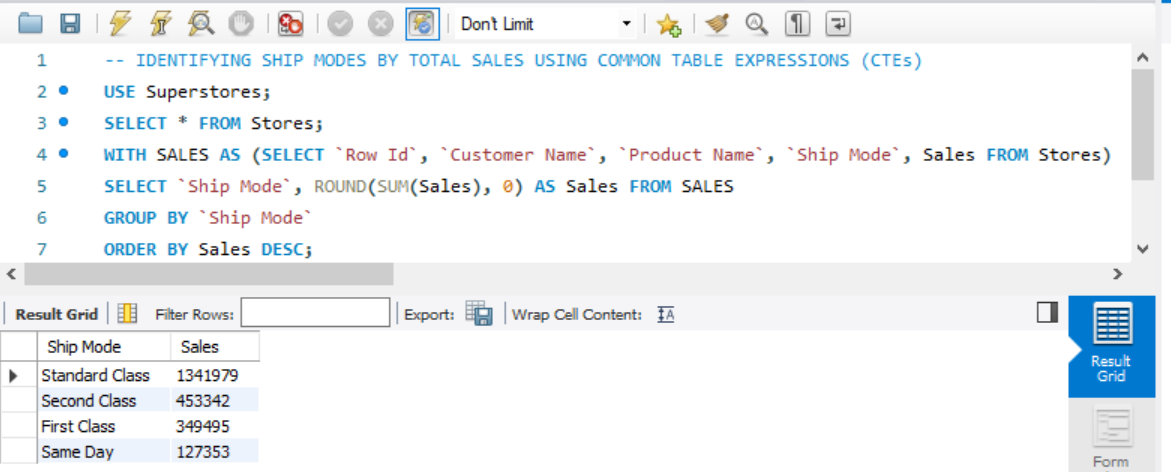 Don't Limit
1 -- IDENTIFYING SHIP MODES BY TOTAL SALES USING COMMON TABLE EXPRESSIONS (CTEs)
2 USE Superstores;
3 SELECT * FROM Stores;
4 WITH SALES AS (SELECT `Row Id`, `Customer Name`, `Product Name`, `Ship Mode`, Sales FROM Stores)
5 SELECT `Ship Mode`, ROUND(SUM(Sales), 0) AS Sales FROM SALES
6 GROUP BY `Ship Mode`
7 ORDER BY Sales DESC;
Result Grid Filter Rows: Export: Wrap Cell Content: IA
Ship Mode Sales
Standard Class 1341979
Second Class 453342
First Class 349495
Same Day 127353
Result
Grid
Form